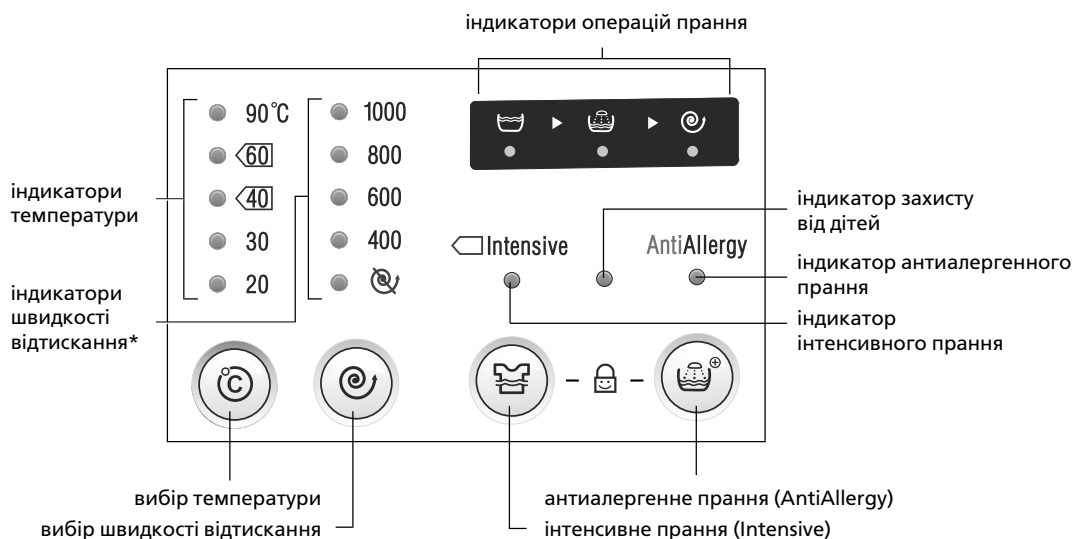 індикатори операцій прання
90°C
60
40
30
20
1000
800
600
400
індикатори
температури
індикатори
швидкості
відтискання*
Intensive
AntiAllergy
індикатор захисту
від дітей
індикатор антиалергенного
прання
індикатор
інтенсивного прання
°C
вибір температури
вибір швидкості відтискання
антиалергенне прання (AntiAllergy)
інтенсивне прання (Intensive)